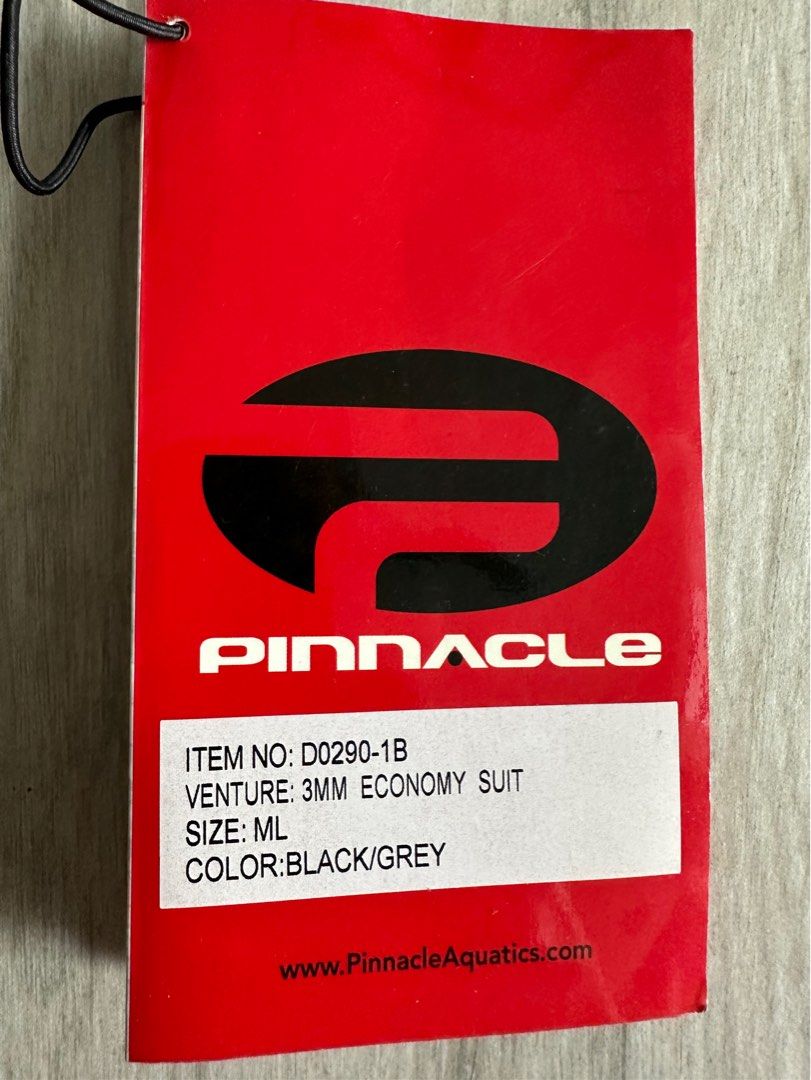 PINNACLE
ITEM NO: D0290-1B
VENTURE: 3MM ECONOMY SUIT
SIZE: ML
COLOR:BLACK/GREY
www.PinnacleAquatics.com